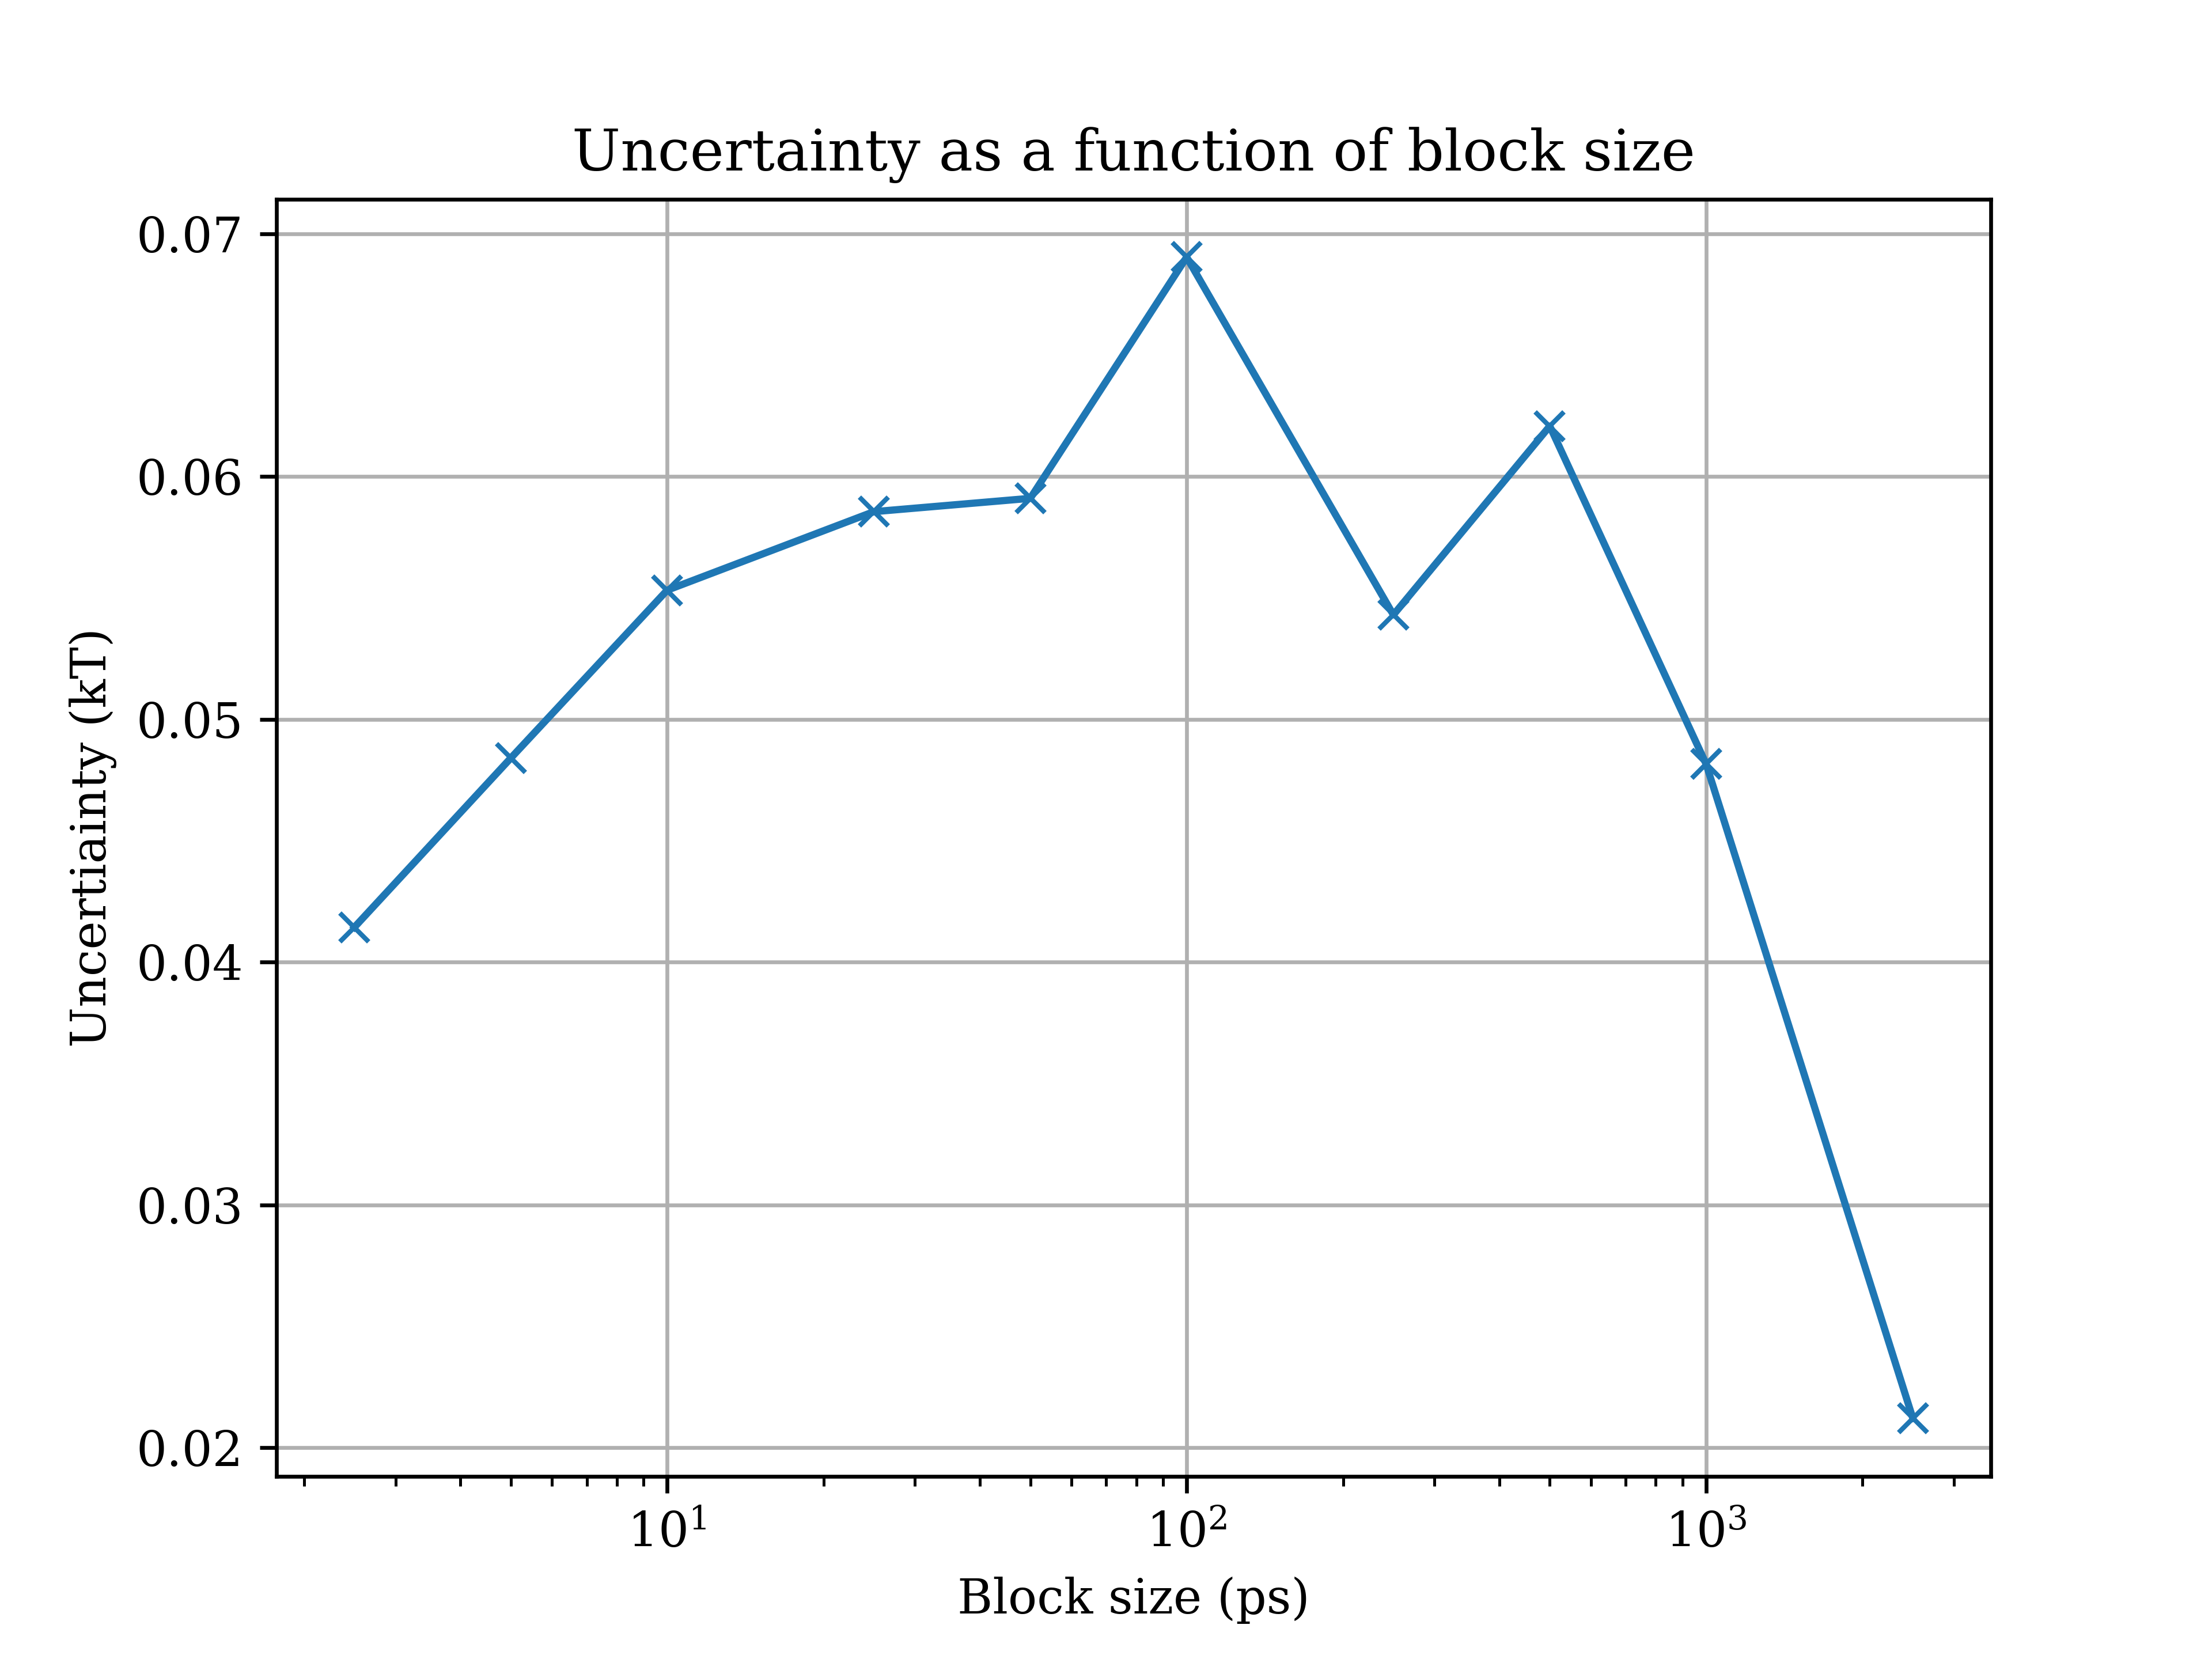 Uncertainty as a function of block size
0.07
0.06
0.05
0.04
0.03
0.02
Uncertiainty (kT)
10¹ 10² 10³
Block size (ps)